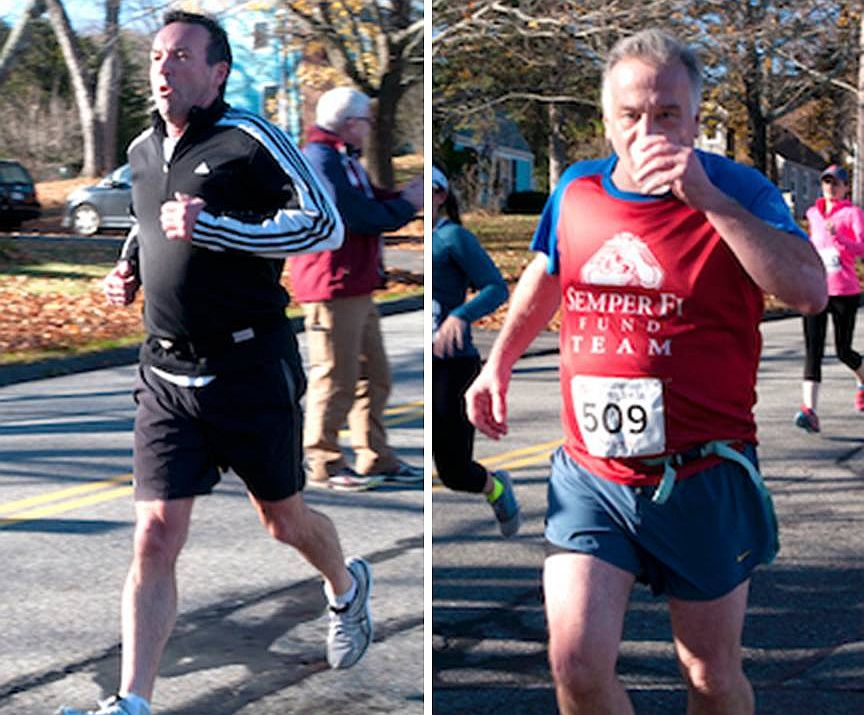 SEMPER FI
FUND
TEAM
509